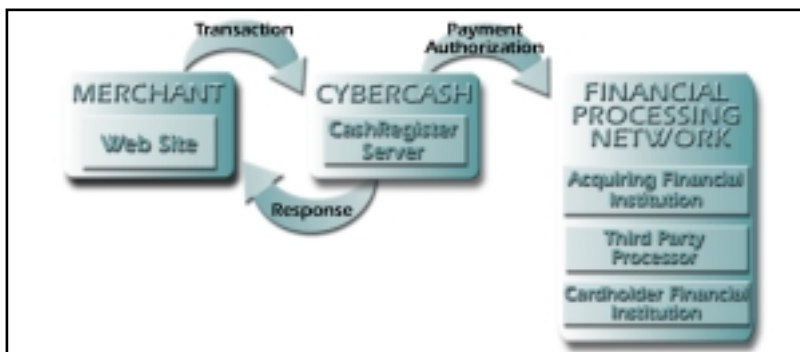 Transaction
Payment
Authorization
MERCHANT
Web Site
CYBERCASH
CashRegister
Server
Response
FINANCIAL
PROCESSING
NETWORK
Acquiring Financial
Institution
Third Party
Processor
Cardholder Financial
Institution